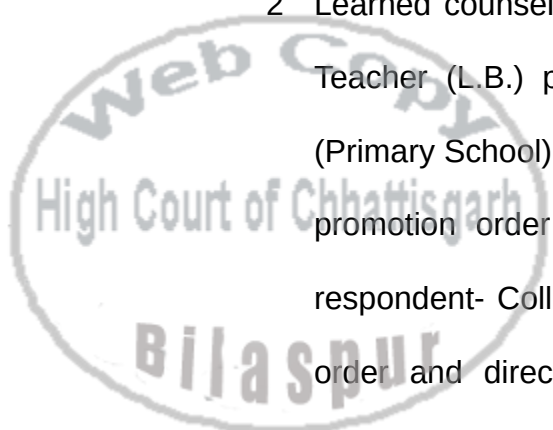 2 Learned counsel
Teacher (L.B.) p
(Primary School)
promotion order
respondent- Coll
order and direc
Web Copy
High Court of Chhattisgarh
Bilaspur